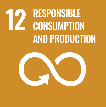 12 RESPONSIBLE
CONSUMPTION
AND PRODUCTION